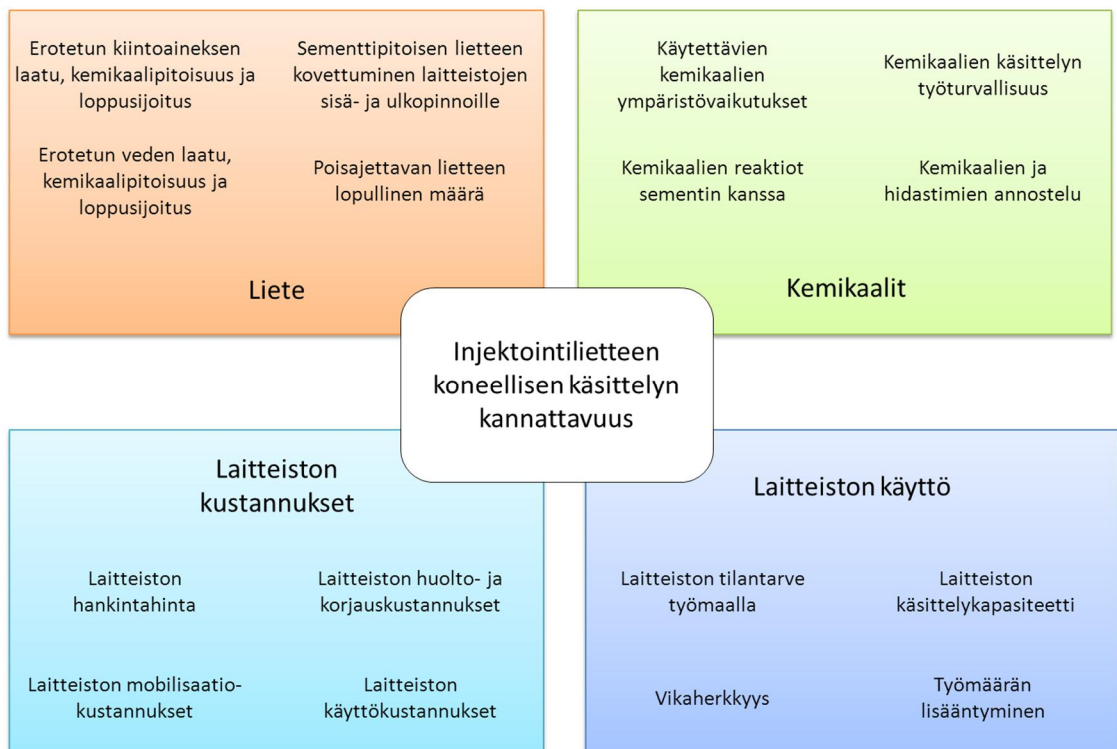 Erotetun kiintoaineksen
laatu, kemikaalipitoisuus ja
loppusijoitus
Sementtipitoisen lietteen
kovettuminen laitteistojen
sisä- ja ulkopinnoille
Erotetun veden laatu,
kemikaalipitoisuus ja
loppusijoitus
Poisajettavan lietteen
lopullinen määrä
Liete
Käytettävien
kemikaalien
ympäristövaikutukset
Kemikaalien käsittelyn
työturvallisuus
Kemikaalien reaktiot
sementin kanssa
Kemikaalien ja
hidastimien annostelu
Kemikaalit
Injektointilietteen
koneellisen käsittelyn
kannattavuus
Laitteiston
kustannukset
Laitteiston
hankintahinta
Laitteiston huolto- ja
korjauskustannukset
Laitteiston mobilisaatio-
kustannukset
Laitteiston
käyttökustannukset
Laitteiston käyttö
Laitteiston tilantarve
työmaalla
Laitteiston
käsittelykapasiteetti
Vikaherkkyys
Työmäärän
lisääntyminen